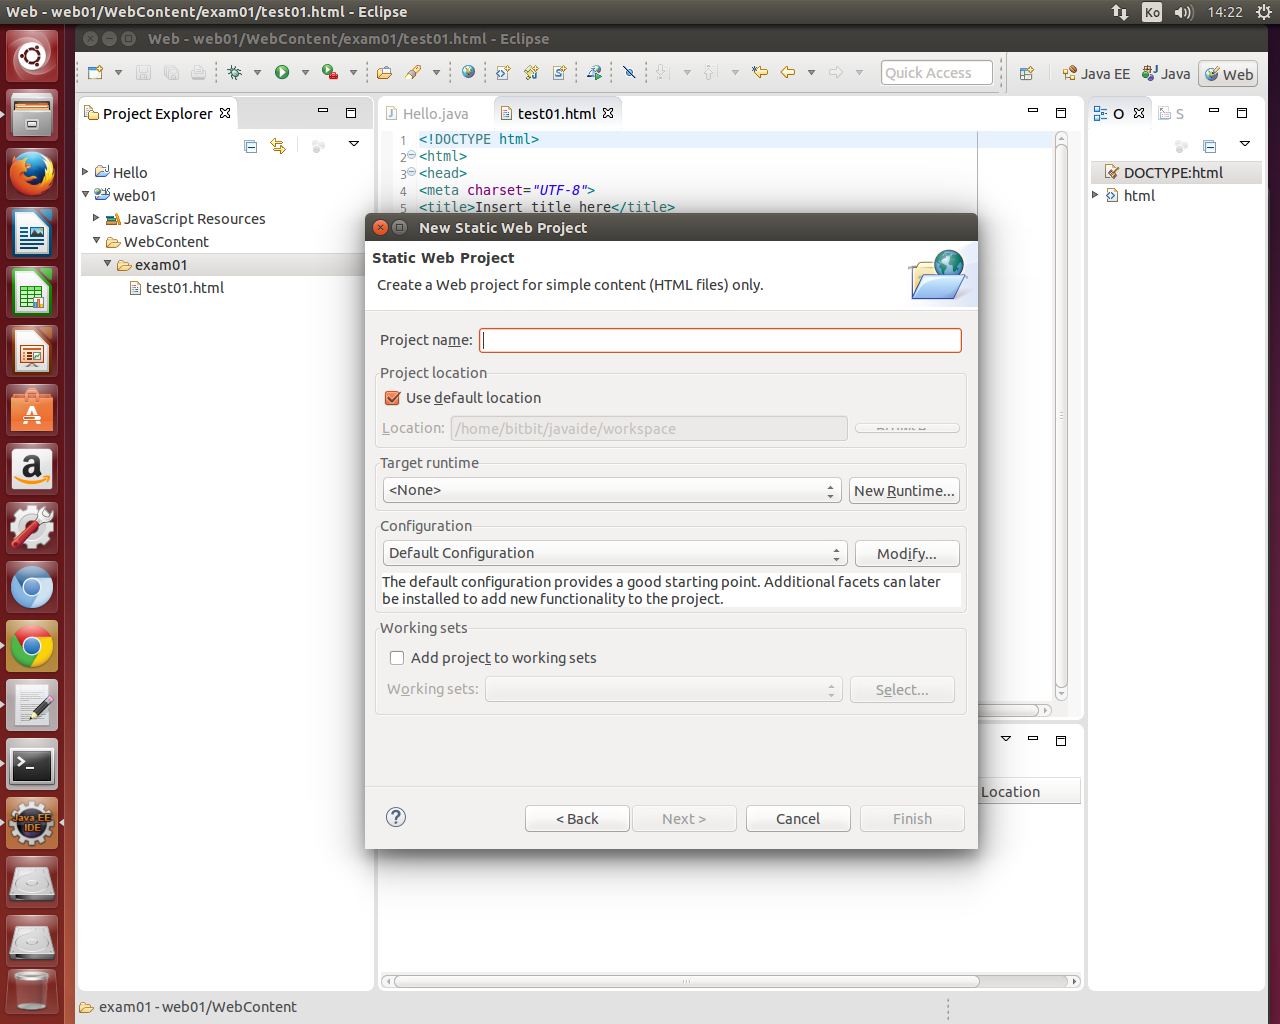 Web - web01/WebContent/exam01/test01.html - Eclipse
Ko
14:22
Web - web01/WebContent/exam01/test01.html - Eclipse
Quick Access
Java EE
Java
Web
Project Explorer
Hello.java
test01.html
O
S
1 <!DOCTYPE html>
2 <html>
3 <head>
4 <meta charset="UTF-8">
5 <title>Insert title here</title>
Hello
web01
JavaScript Resources
WebContent
exam01
test01.html
DOCTYPE:html
html
New Static Web Project
Static Web Project
Create a Web project for simple content (HTML files) only.
Project name:
Project location
Use default location
Location: /home/bitbit/javaide/workspace
Target runtime
<None>
New Runtime...
Configuration
Default Configuration
Modify...
The default configuration provides a good starting point. Additional facets can later
be installed to add new functionality to the project.
Working sets
Add project to working sets
Working sets:
Select...
< Back
Next >
Cancel
Finish
Location
Java EE
IDE
exam01 - web01/WebContent